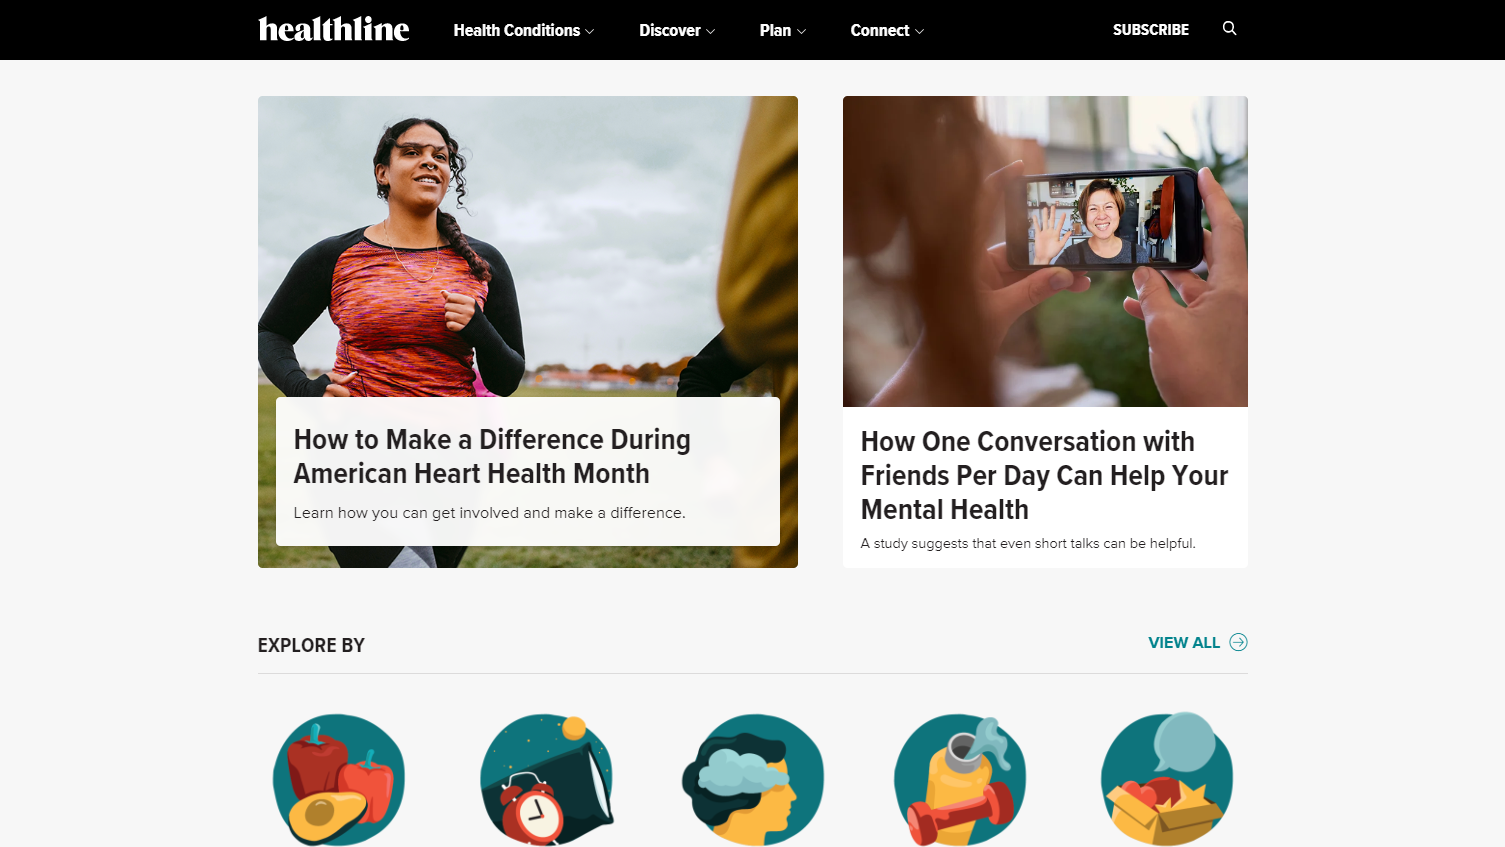 healthline
Health Conditions
Discover
Plan
Connect
SUBSCRIBE
How to Make a Difference During
American Heart Health Month
Learn how you can get involved and make a difference.
How One Conversation with
Friends Per Day Can Help Your
Mental Health
A study suggests that even short talks can be helpful.
EXPLORE BY
VIEW ALL